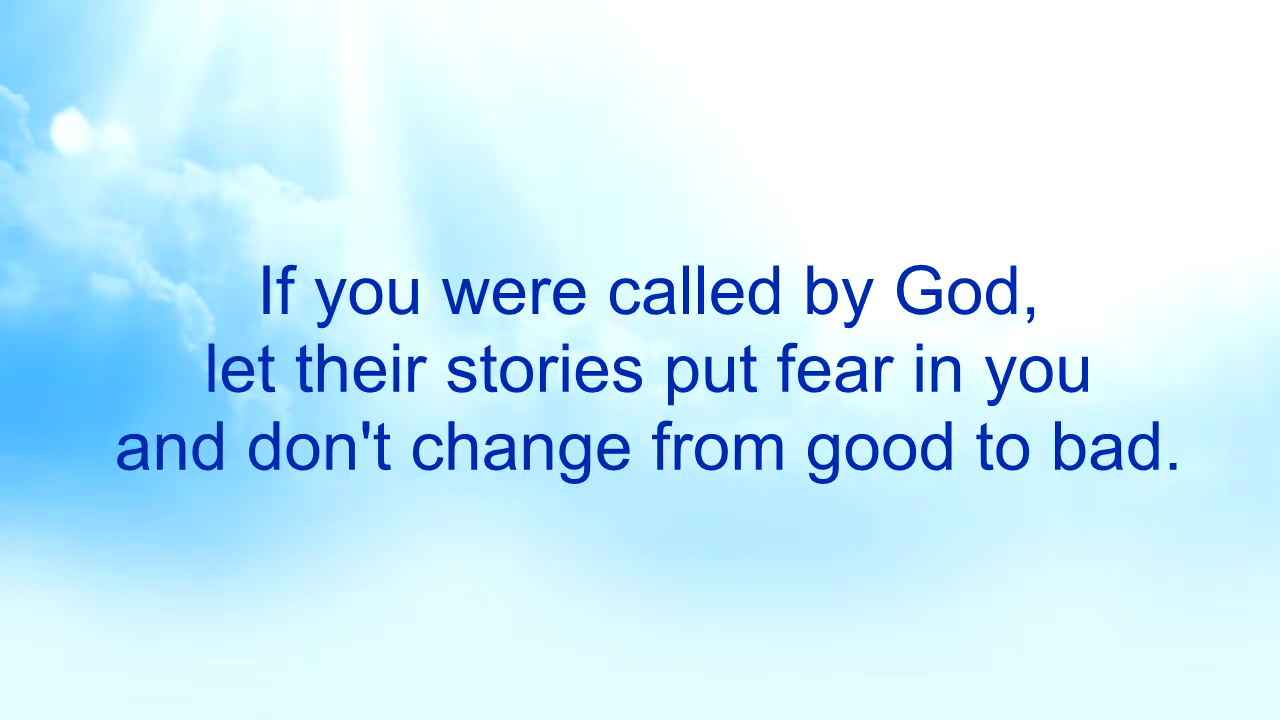 If you were called by God,
let their stories put fear in you
and don't change from good to bad.